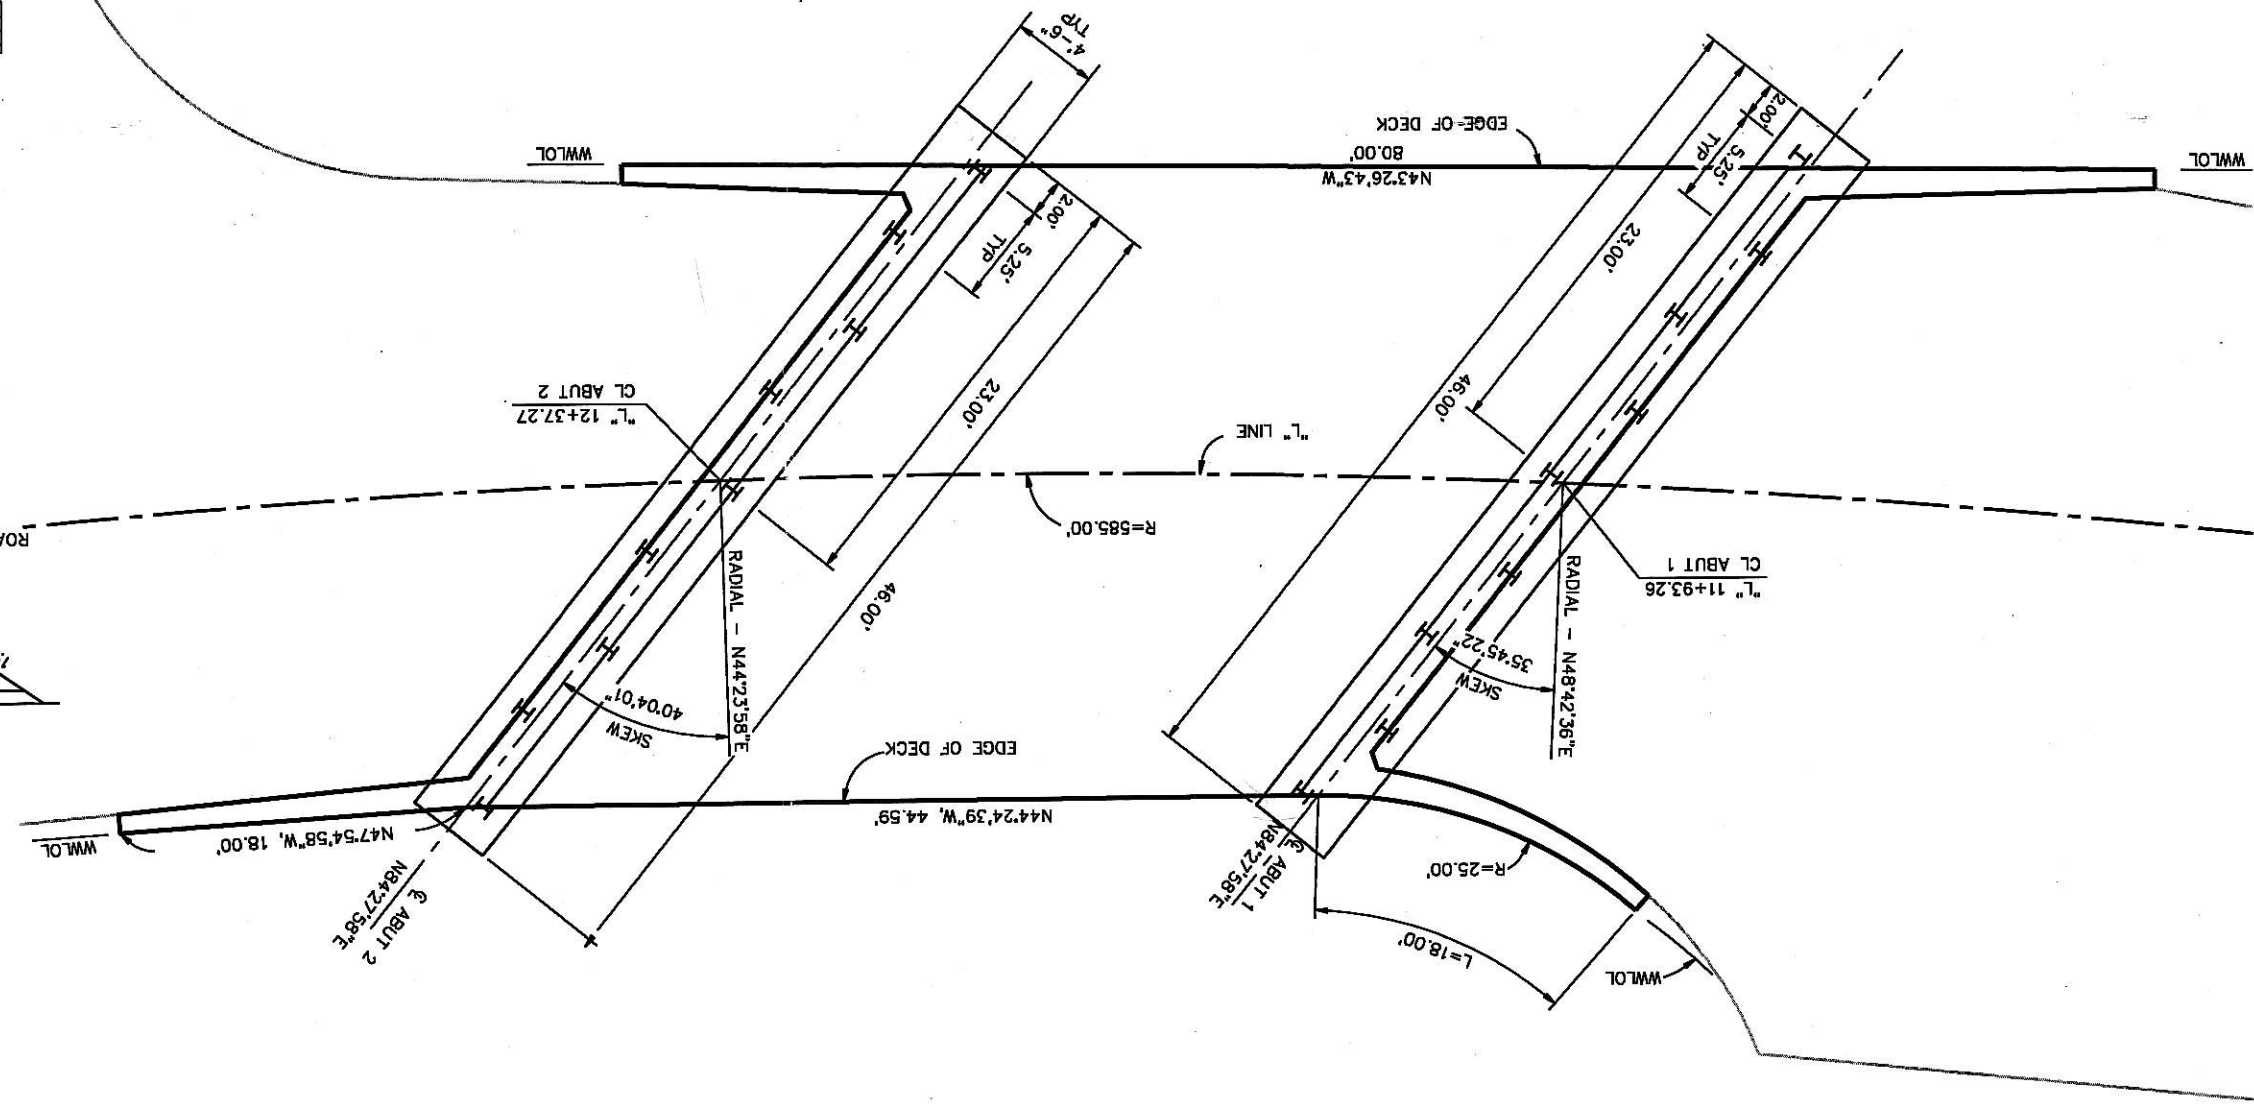 WWLOL
L=18.00'
R=25.00'
℄ ABUT 1
N84°27'58"E
N44°24'39"W, 44.59'
EDGE OF DECK
℄ ABUT 2
N84°27'58"E
N47°54'58"W, 18.00'
WWLOL
SKEW
35°45'22"
RADIAL - N48°42'36"E
"L" 11+93.26
CL ABUT 1
SKEW
40°04'01"
RADIAL - N44°23'58"E
46.00'
R=585.00'
"L" LINE
"L" 12+37.27
CL ABUT 2
46.00'
23.00'
23.00'
5.25'
TYP
2.00'
5.25'
TYP
2.00'
N43°26'43"W
80.00'
EDGE OF DECK
WWLOL
WWLOL
4'-6"
TYP